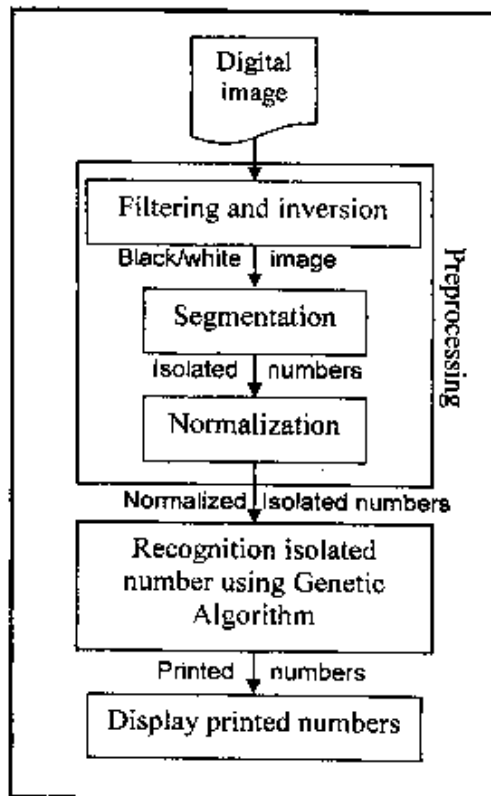 Digital
image
Filtering and inversion
Black/white image
Segmentation
Isolated numbers
Normalization
Preprocessing
Normalized Isolated numbers
Recognition isolated
number using Genetic
Algorithm
Printed numbers
Display printed numbers